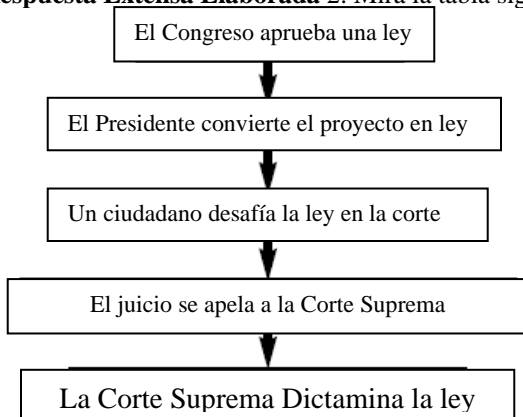 Extensa Elaborada 2. Mira la tabla sig
El Congreso aprueba una ley
El Presidente convierte el proyecto en ley
Un ciudadano desafía la ley en la corte
El juicio se apela a la Corte Suprema
La Corte Suprema Dictamina la ley